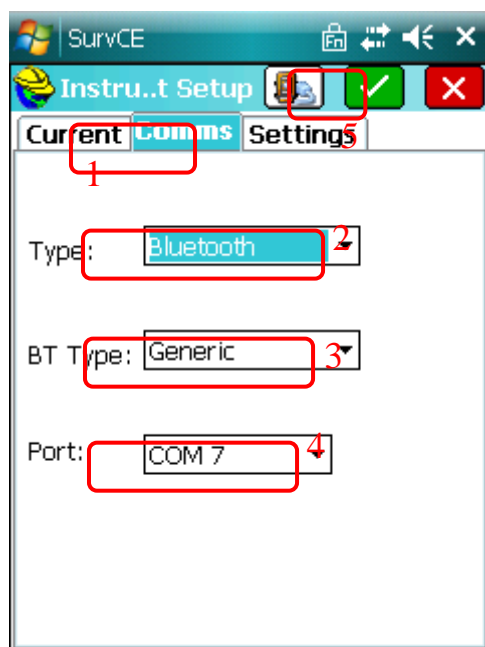 SurvCE Fn
Instru..t Setup
5
Current Comms Settings
1
2
Type: Bluetooth
BT Type: Generic 3
4
Port: COM 7